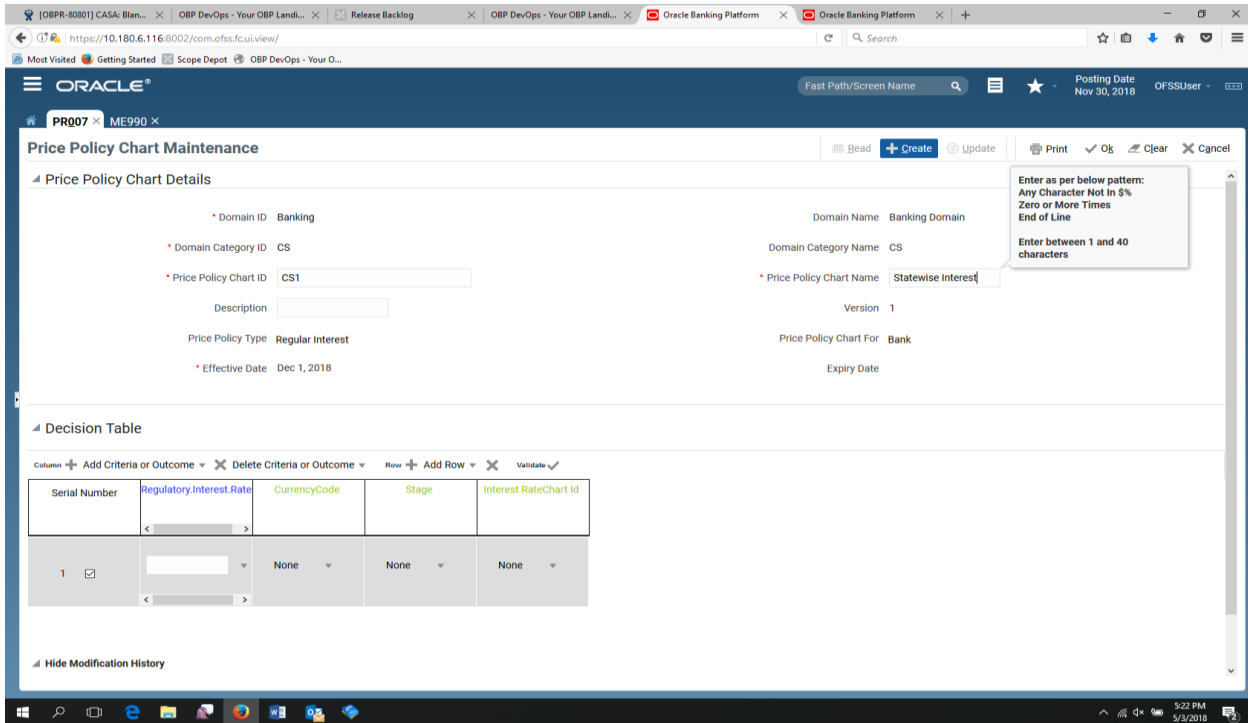 [OBPR-80801] CASA: Blan...
OBP DevOps - Your OBP Landi...
Release Backlog
OBP DevOps - Your OBP Landi...
Oracle Banking Platform
Oracle Banking Platform
https://10.180.6.116:8002/com.ofss.fc.ui.view/
Search
Most Visited Getting Started Scope Depot OBP DevOps - Your O...
ORACLE®
Fast Path/Screen Name
Posting Date
Nov 30, 2018
OFSSUser
PR007
ME990
Price Policy Chart Maintenance
Read
Create
Update
Print
Ok
Clear
Cancel
Price Policy Chart Details
Enter as per below pattern:
Any Character Not In $%
Zero or More Times
End of Line
Enter between 1 and 40
characters
* Domain ID Banking
Domain Name Banking Domain
* Domain Category ID CS
Domain Category Name CS
* Price Policy Chart ID CS1
* Price Policy Chart Name Statewise Interest
Description
Version 1
Price Policy Type Regular Interest
Price Policy Chart For Bank
* Effective Date Dec 1, 2018
Expiry Date
Decision Table
Column Add Criteria or Outcome Delete Criteria or Outcome Row Add Row Validate
Serial Number Regulatory.Interest.Rate CurrencyCode Stage Interest RateChart Id
1 None None None
Hide Modification History
5:22 PM
5/3/2018
2